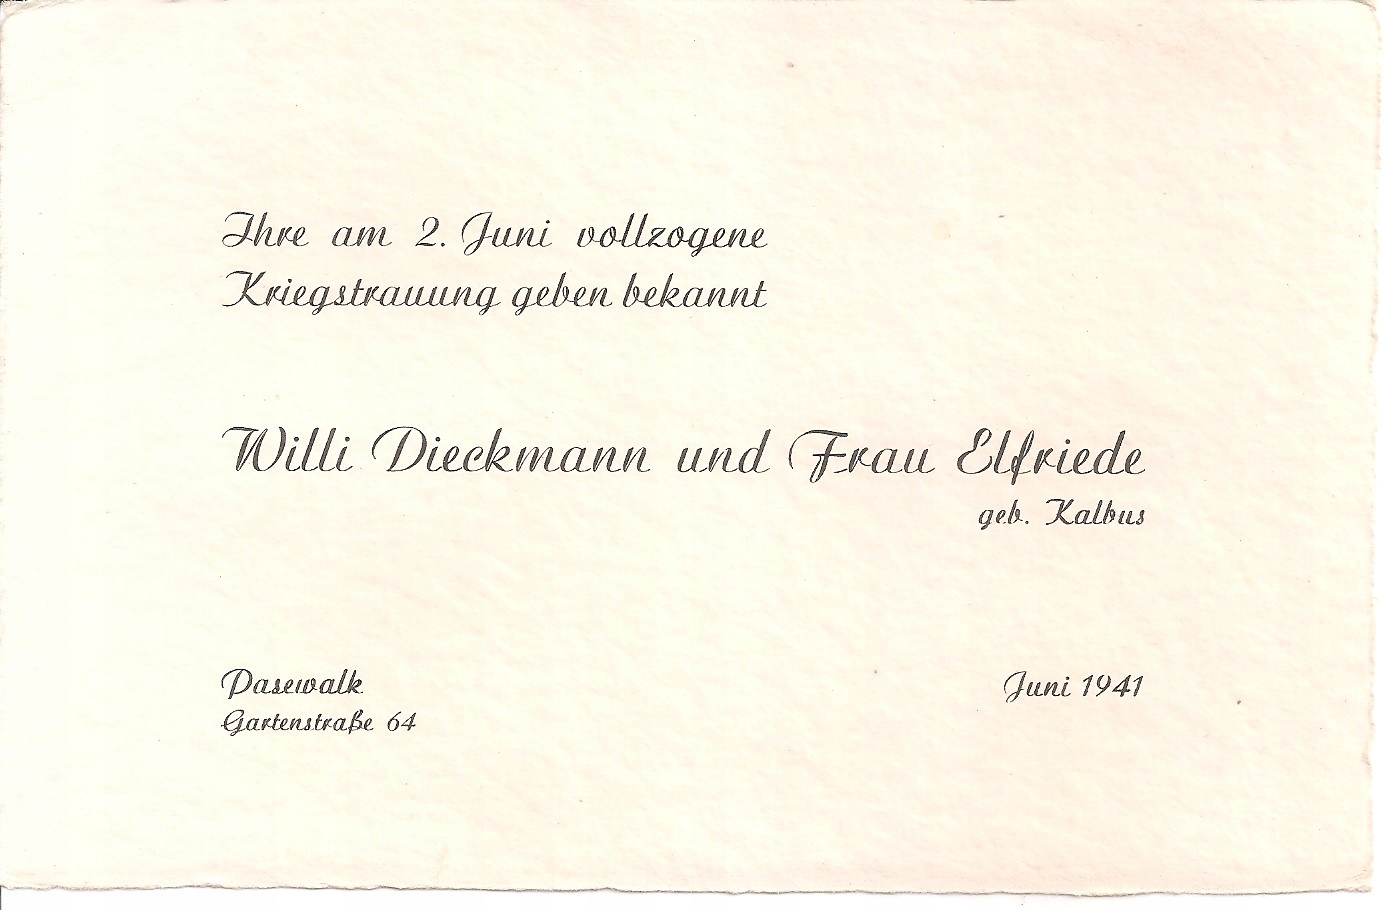 Ihre am 2. Juni vollzogene
Kriegstrauung geben bekannt
Willi Dieckmann und Frau Elfriede
geb. Kalbus
Pasewalk
Gartenstraße 64
Juni 1941